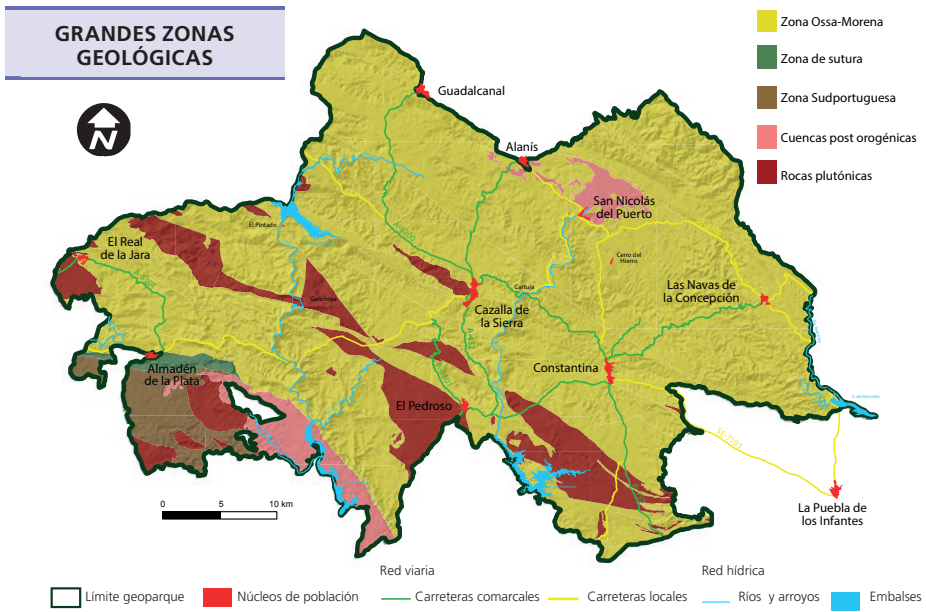 GRANDES ZONAS
GEOLÓGICAS
N
Zona Ossa-Morena
Zona de sutura
Zona Sudportuguesa
Cuencas post orogénicas
Rocas plutónicas
Guadalcanal
Alanís
San Nicolás
del Puerto
El Pintado
El Real
de la Jara
Cerro del
Hierro
Las Navas de
la Concepción
Cartuja
Cazalla de
la Sierra
A-432
Constantina
Almadén
de la Plata
El Pedroso
SE-7103
La Puebla de
los Infantes
0 5 10 km
Red viaria
Red hídrica
Límite geoparque
Núcleos de población
Carreteras comarcales
Carreteras locales
Ríos y arroyos
Embalses